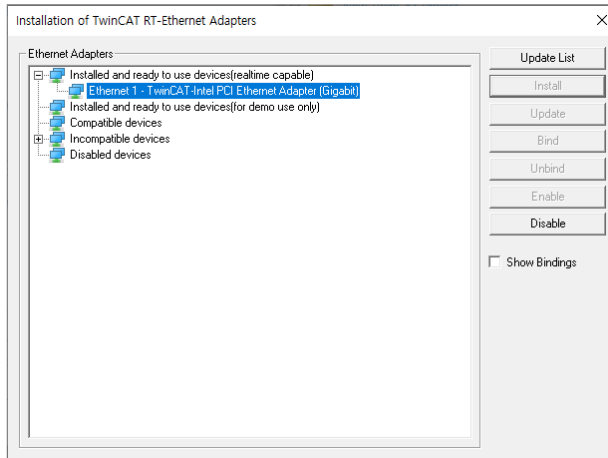 Installation of TwinCAT RT-Ethernet Adapters
Ethernet Adapters
Installed and ready to use devices(realtime capable)
Ethernet 1 - TwinCAT-Intel PCI Ethernet Adapter (Gigabit)
Installed and ready to use devices(for demo use only)
Compatible devices
Incompatible devices
Disabled devices
Update List
Install
Update
Bind
Unbind
Enable
Disable
Show Bindings